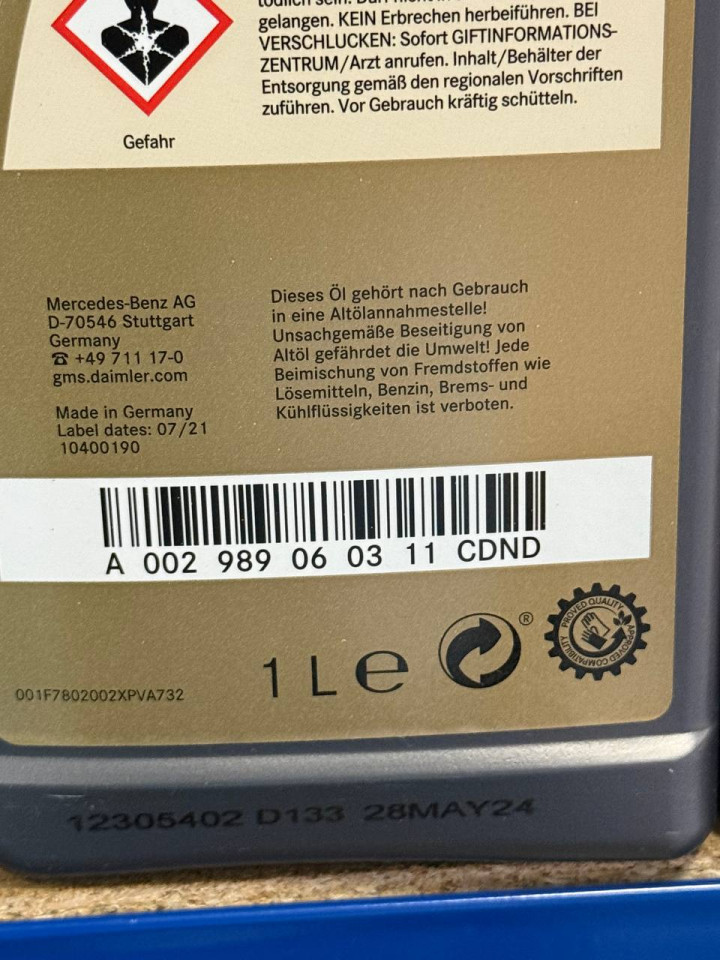 gelangen. KEIN Erbrechen herbeiführen. BEI
VERSCHLUCKEN: Sofort GIFTINFORMATIONS-
ZENTRUM/Arzt anrufen. Inhalt/Behälter der
Entsorgung gemäß den regionalen Vorschriften
zuführen. Vor Gebrauch kräftig schütteln.
Gefahr
Mercedes-Benz AG
D-70546 Stuttgart
Germany
☎ +49 711 17-0
gms.daimler.com
Made in Germany
Label dates: 07/21
10400190
Dieses Öl gehört nach Gebrauch
in eine Altölannahmestelle!
Unsachgemäße Beseitigung von
Altöl gefährdet die Umwelt! Jede
Beimischung von Fremdstoffen wie
Lösemitteln, Benzin, Brems- und
Kühlflüssigkeiten ist verboten.
A 002 989 06 03 11 CDND
001F7802002XPVA732
1 L e
®
PROVED QUALITY
APPROVED COMPATIBILITY
12305402 D133 28MAY24